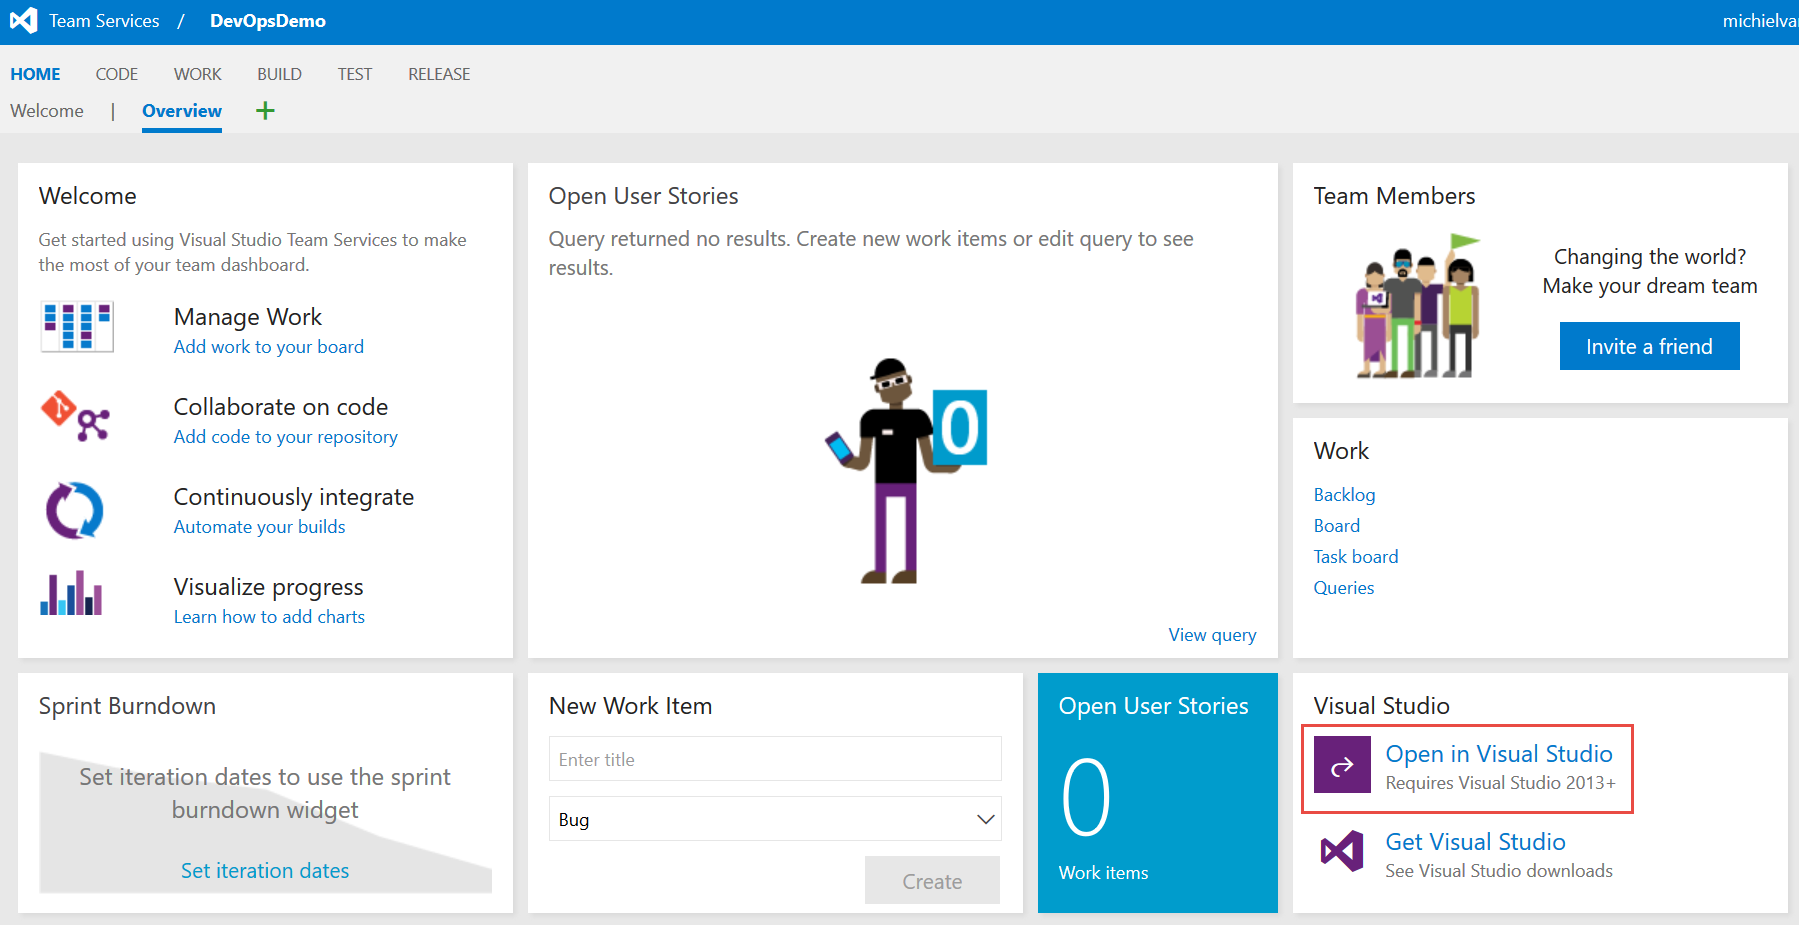 Team Services / DevOpsDemo
michielva
HOME CODE WORK BUILD TEST RELEASE
Welcome | Overview +
Welcome
Get started using Visual Studio Team Services to make
the most of your team dashboard.
Manage Work
Add work to your board
Collaborate on code
Add code to your repository
Continuously integrate
Automate your builds
Visualize progress
Learn how to add charts
Open User Stories
Query returned no results. Create new work items or edit query to see
results.
0
View query
Team Members
Changing the world?
Make your dream team
Invite a friend
Work
Backlog
Board
Task board
Queries
Sprint Burndown
Set iteration dates to use the sprint
burndown widget
Set iteration dates
New Work Item
Enter title
Bug
Create
Open User Stories
0
Work items
Visual Studio
Open in Visual Studio
Requires Visual Studio 2013+
Get Visual Studio
See Visual Studio downloads